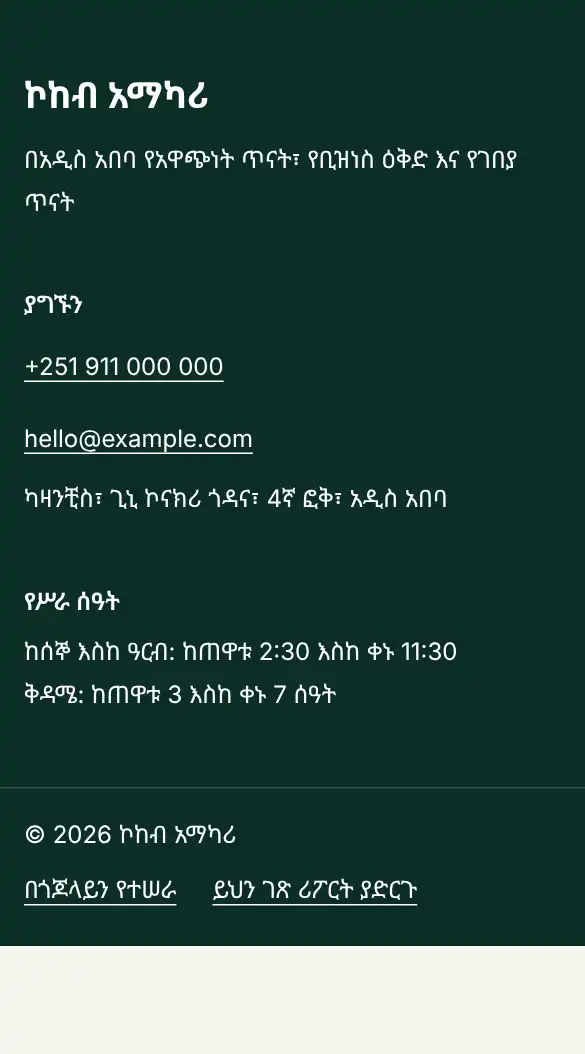 ኮከብ አማካሪ
በአዲስ አበባ የአዋጭነት ጥናት፣ የቢዝነስ ዕቅድ እና የገበያ
ጥናት
ያግኙን
+251 911 000 000
hello@example.com
ካዛንቺስ፣ ጊኒ ኮናክሪ ጎዳና፣ 4ኛ ፎቅ፣ አዲስ አበባ
የሥራ ሰዓት
ከሰኞ እስከ ዓርብ: ከጠዋቱ 2:30 እስከ ቀኑ 11:30
ቅዳሜ: ከጠዋቱ 3 እስከ ቀኑ 7 ሰዓት
© 2026 ኮከብ አማካሪ
በጎጆላይን የተሠራ ይህን ገጽ ሪፖርት ያድርጉ